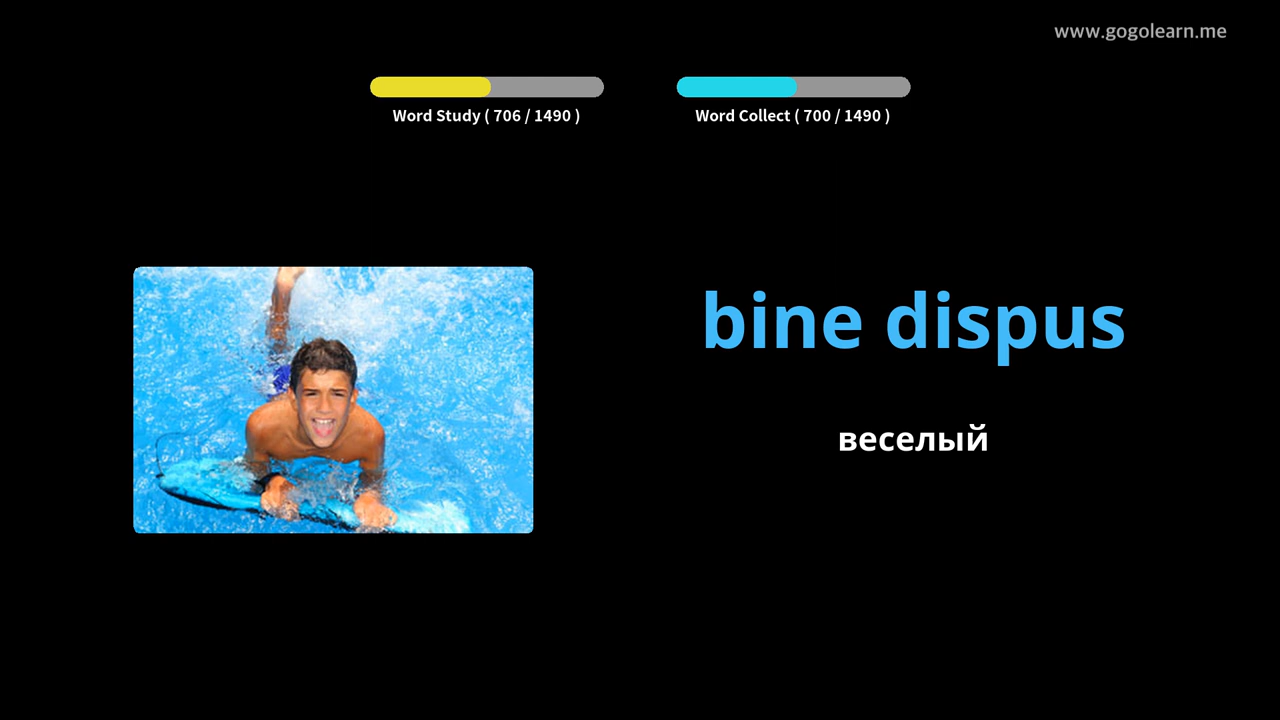 www.gogolearn.me
Word Study ( 706 / 1490 )
Word Collect ( 700 / 1490 )
bine dispus
веселый